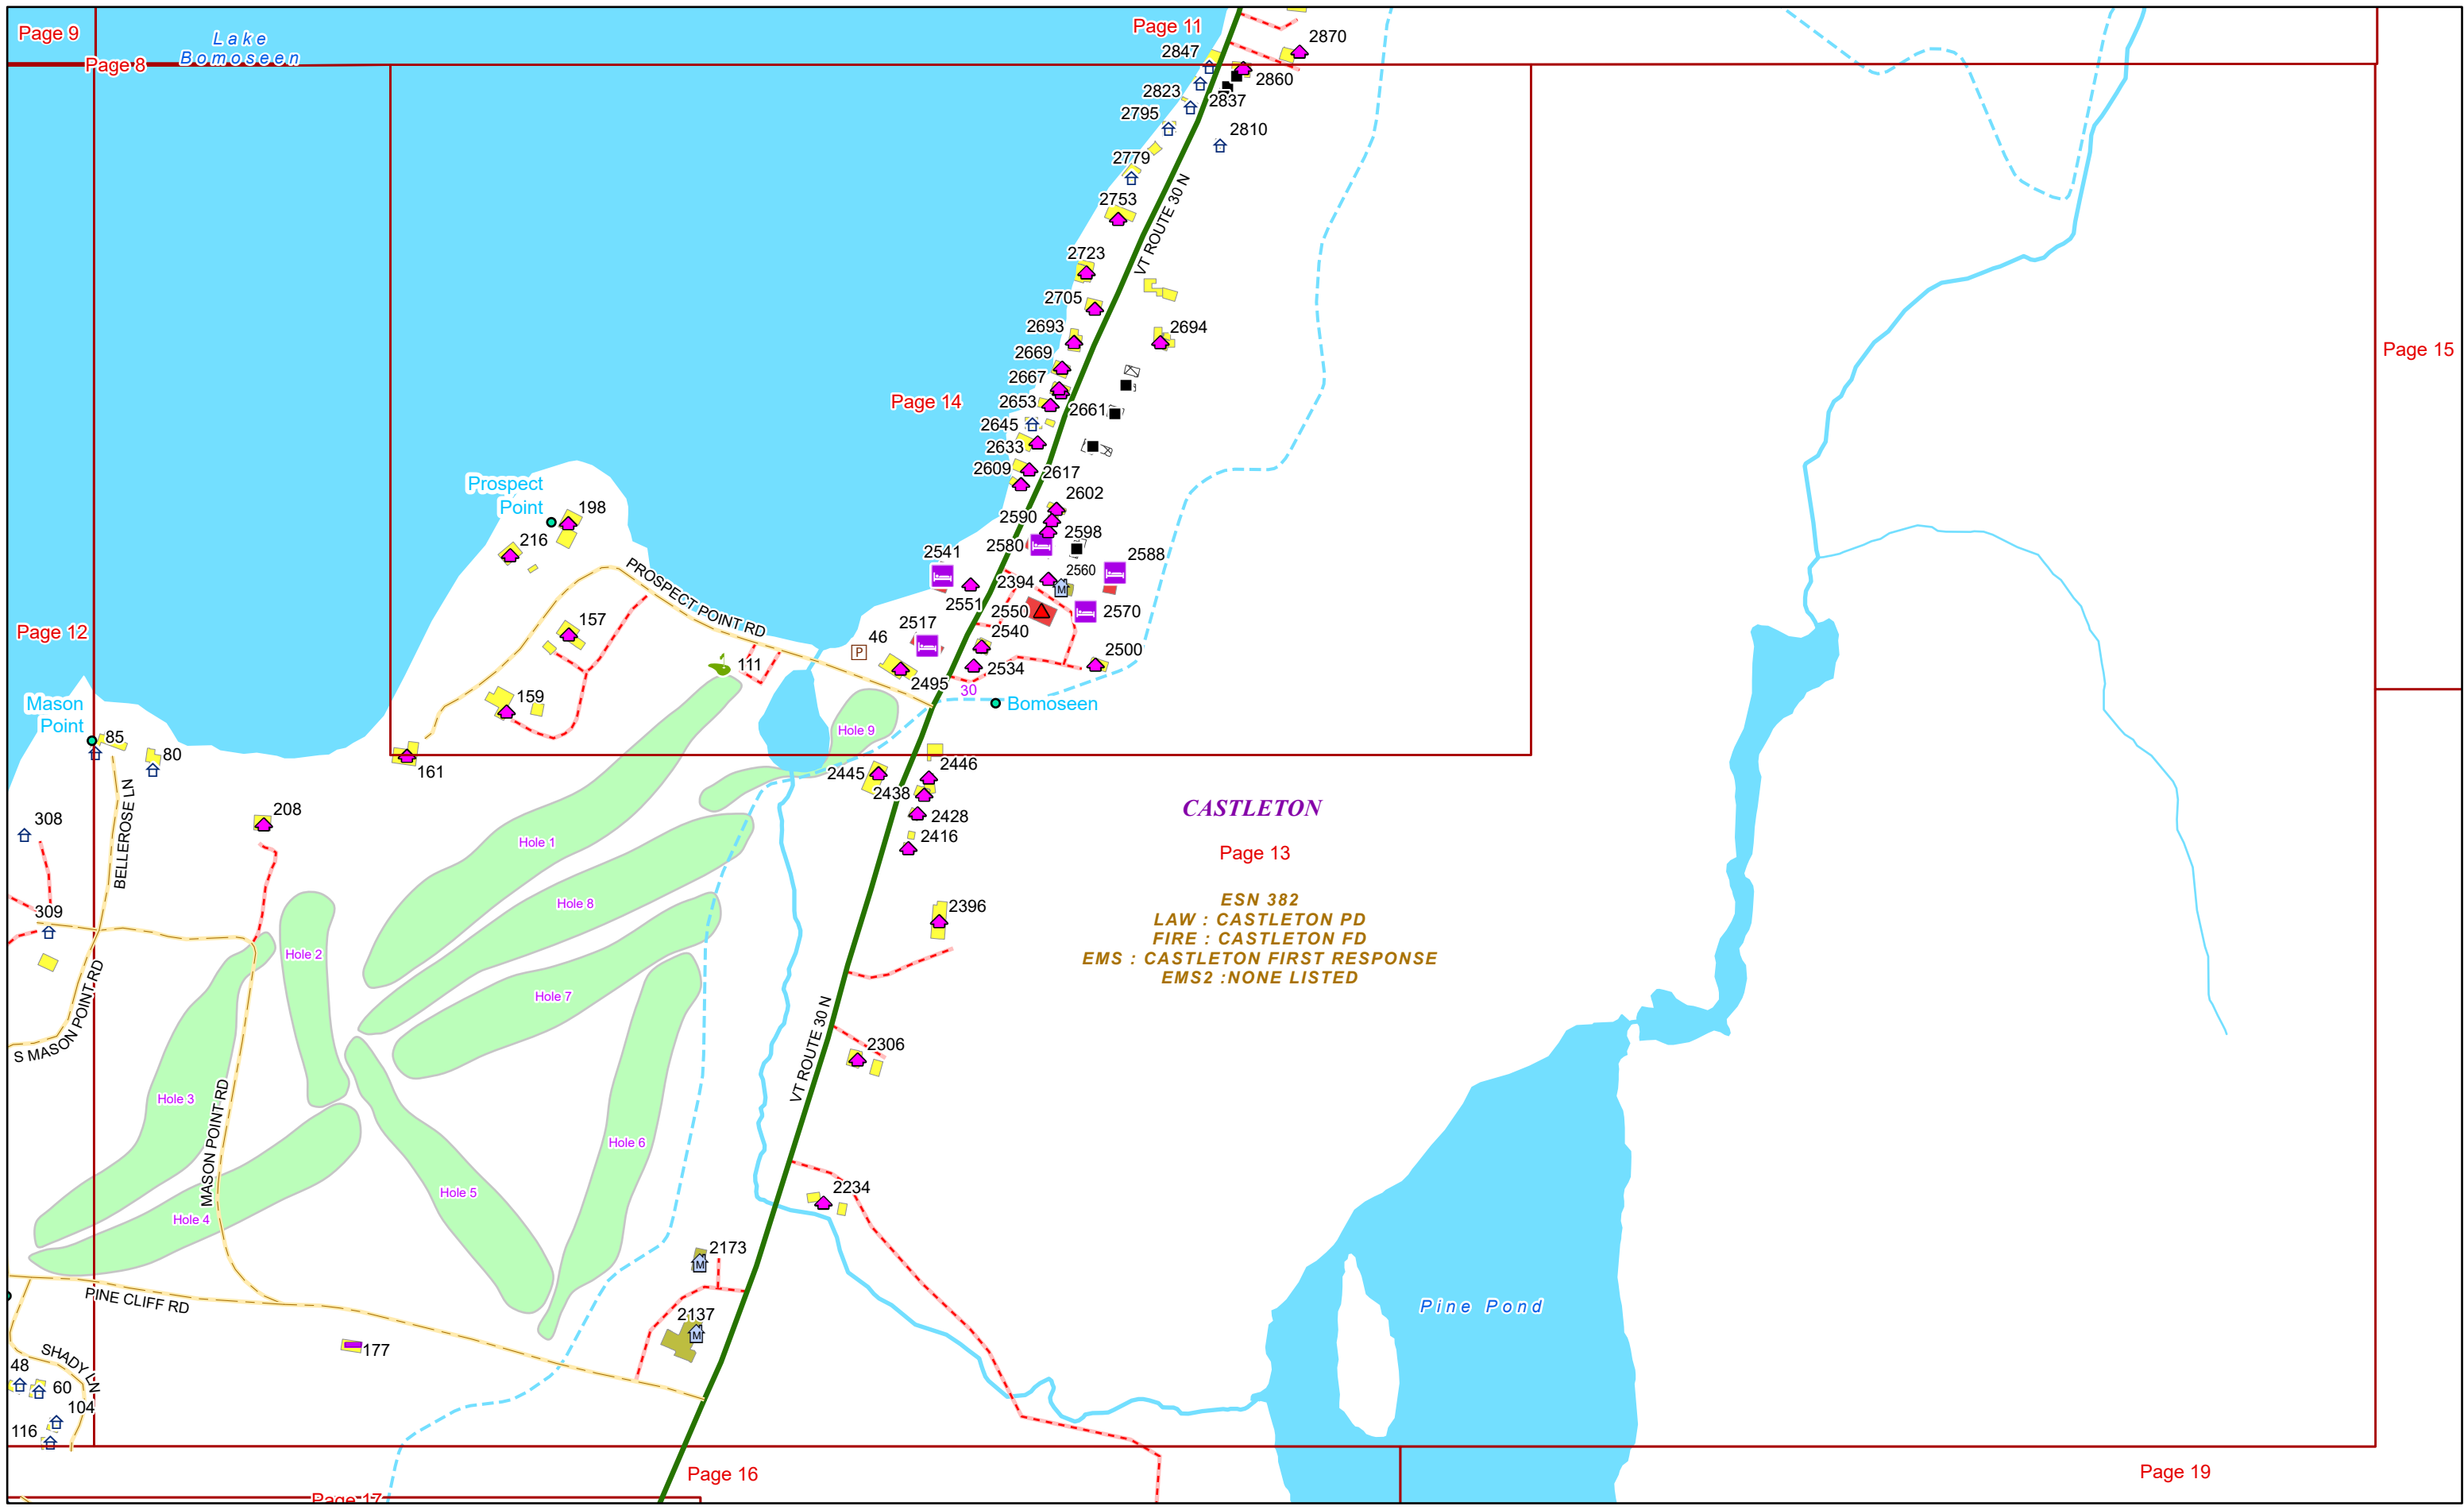 Page 9
Lake
Bomoseen
Page 11
2870
2847
Page 8
2860
2823
2837
2795
2810
2779
2753
VT ROUTE 30 N
2723
2705
2693
2694
2669
Page 15
2667
Page 14
2653
2661
2645
2633
2609
2617
Prospect
Point
198
2602
2590
2598
216
2580
2541
2588
PROSPECT POINT RD
2394
2560
M
2551
2550
2570
157
Page 12
2517
46
P
2540
111
2500
2534
2495
30
159
Mason
Point
Bomoseen
85
Hole 9
80
161
2445
2446
2438
BELLEROSE LN
CASTLETON
308
208
2428
2416
Hole 1
Page 13
Hole 8
2396
ESN 382
LAW : CASTLETON PD
FIRE : CASTLETON FD
EMS : CASTLETON FIRST RESPONSE
EMS2 :NONE LISTED
309
Hole 2
S MASON POINT RD
Hole 7
VT ROUTE 30 N
2306
Hole 3
MASON POINT RD
Hole 6
Hole 5
2234
Hole 4
2173
M
PINE CLIFF RD
Pine Pond
2137
M
177
SHADY LN
48
60
104
116
Page 16
Page 19
Page 17